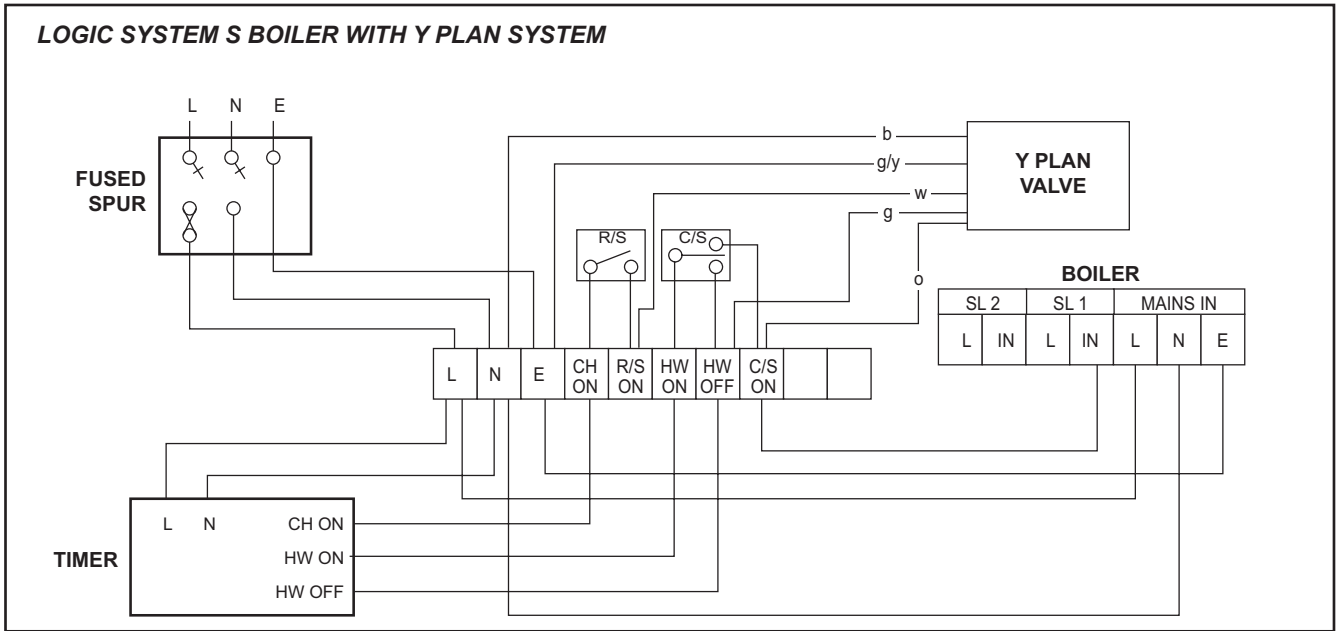 LOGIC SYSTEM S BOILER WITH Y PLAN SYSTEM
L N E
FUSED
SPUR
b
g/y
w
g
o
Y PLAN
VALVE
R/S
C/S
BOILER
SL 2 SL 1 MAINS IN
L IN L IN L N E
L N E CH ON R/S ON HW ON HW OFF C/S ON
TIMER
L N CH ON
HW ON
HW OFF